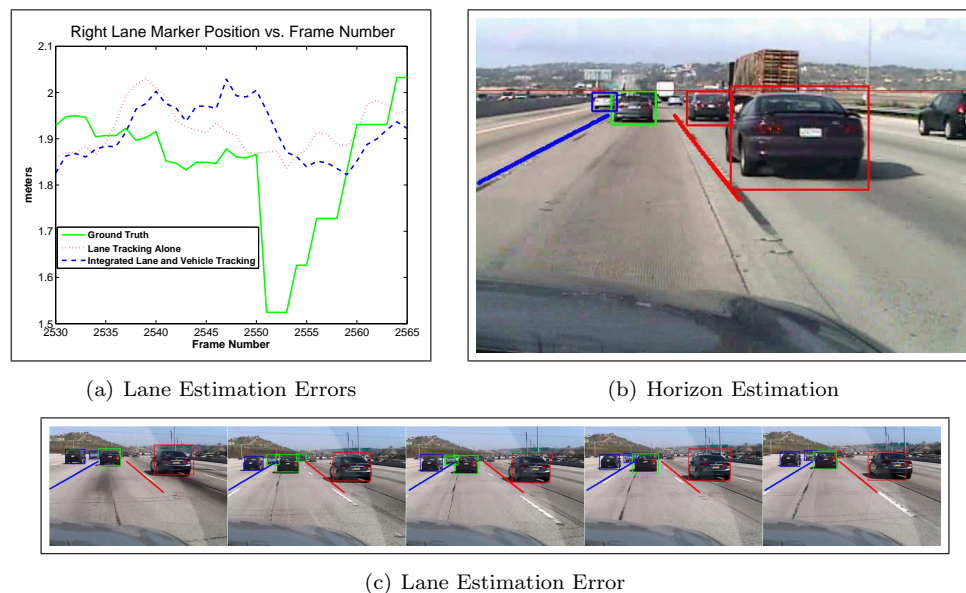 Right Lane Marker Position vs. Frame Number
2.1
2
1.9
1.8
1.7
1.6
1.5
meters
Ground Truth
Lane Tracking Alone
Integrated Lane and Vehicle Tracking
2530 2535 2540 2545 2550 2555 2560 2565
Frame Number
(a) Lane Estimation Errors
(b) Horizon Estimation
(c) Lane Estimation Error